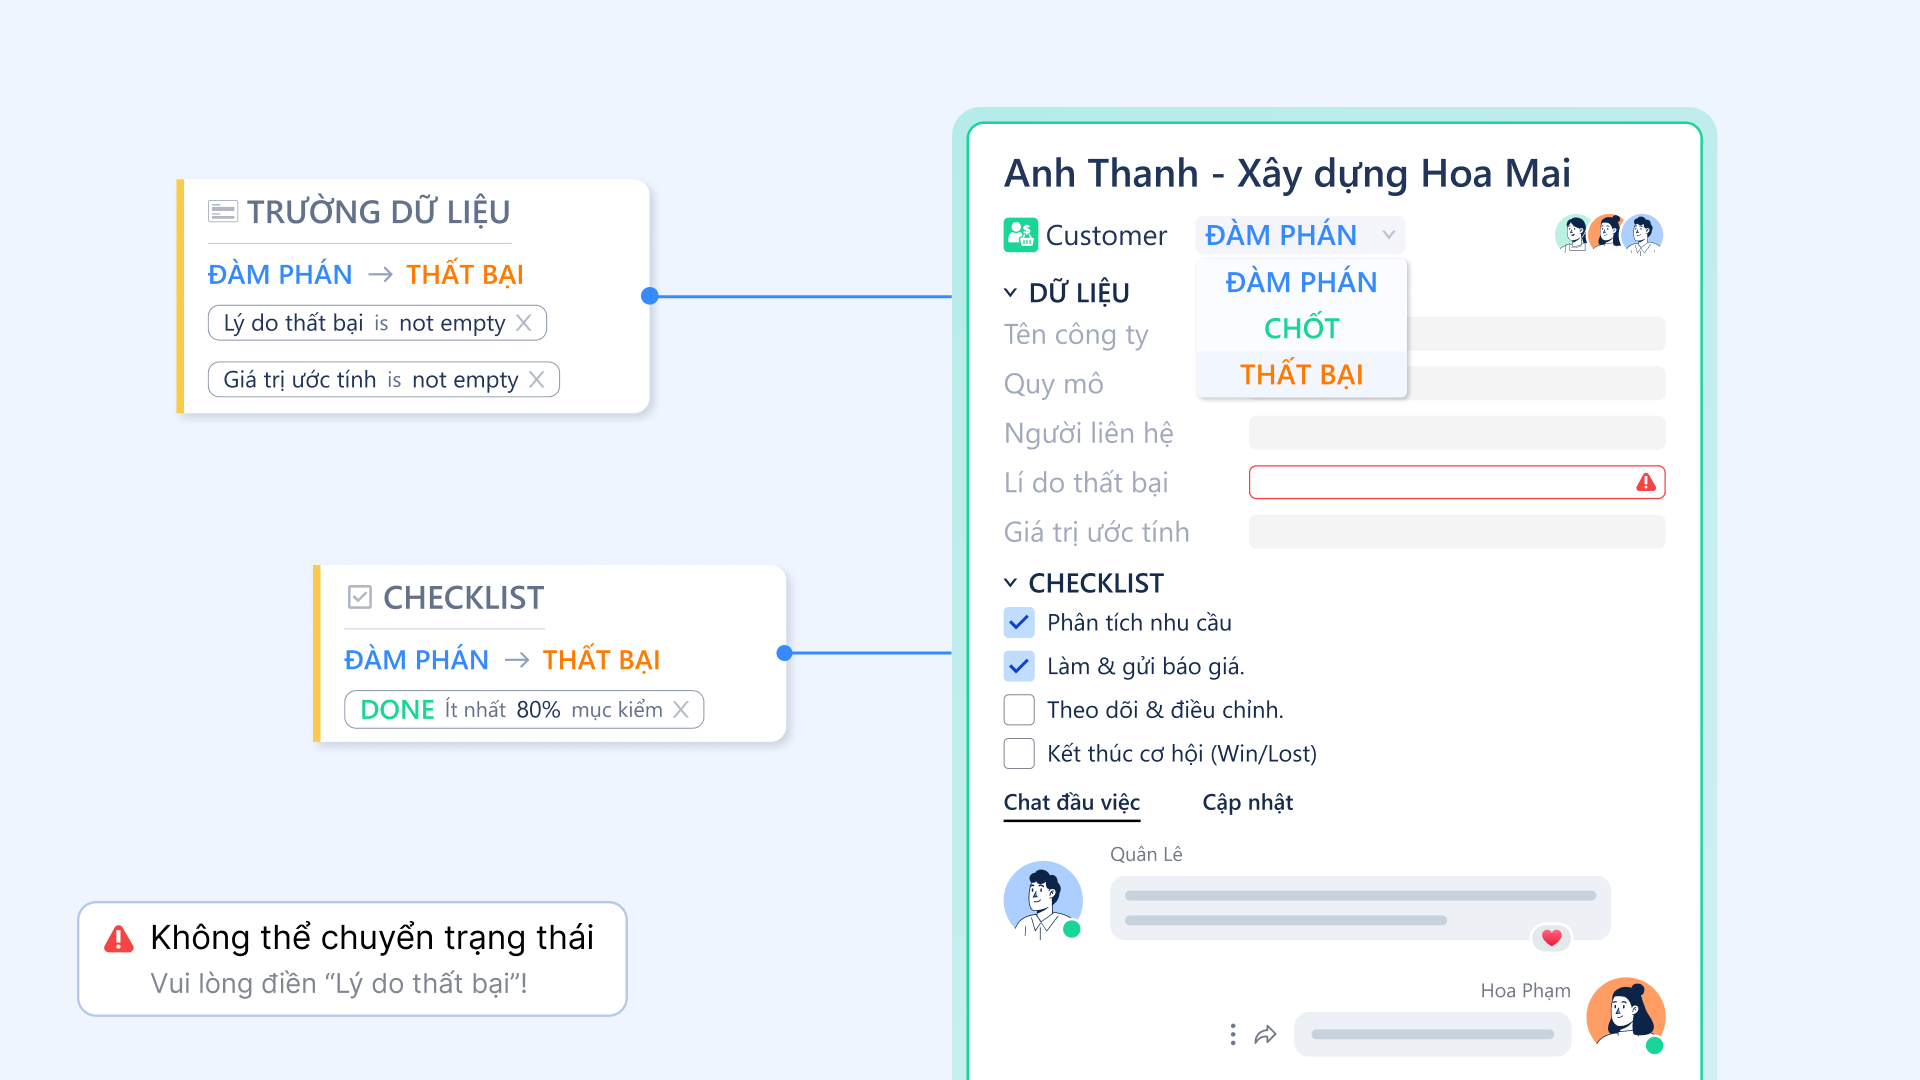 TRƯỜNG DỮ LIỆU
ĐÀM PHÁN → THẤT BẠI
Lý do thất bại is not empty X
Giá trị ước tính is not empty X
CHECKLIST
ĐÀM PHÁN → THẤT BẠI
DONE Ít nhất 80% mục kiểm X
Không thể chuyển trạng thái
Vui lòng điền “Lý do thất bại”!
Anh Thanh - Xây dựng Hoa Mai
Customer ĐÀM PHÁN
ĐÀM PHÁN
CHỐT
THẤT BẠI
DỮ LIỆU
Tên công ty
Quy mô
Người liên hệ
Lí do thất bại
Giá trị ước tính
CHECKLIST
Phân tích nhu cầu
Làm & gửi báo giá.
Theo dõi & điều chỉnh.
Kết thúc cơ hội (Win/Lost)
Chat đầu việc Cập nhật
Quân Lê
Hoa Phạm